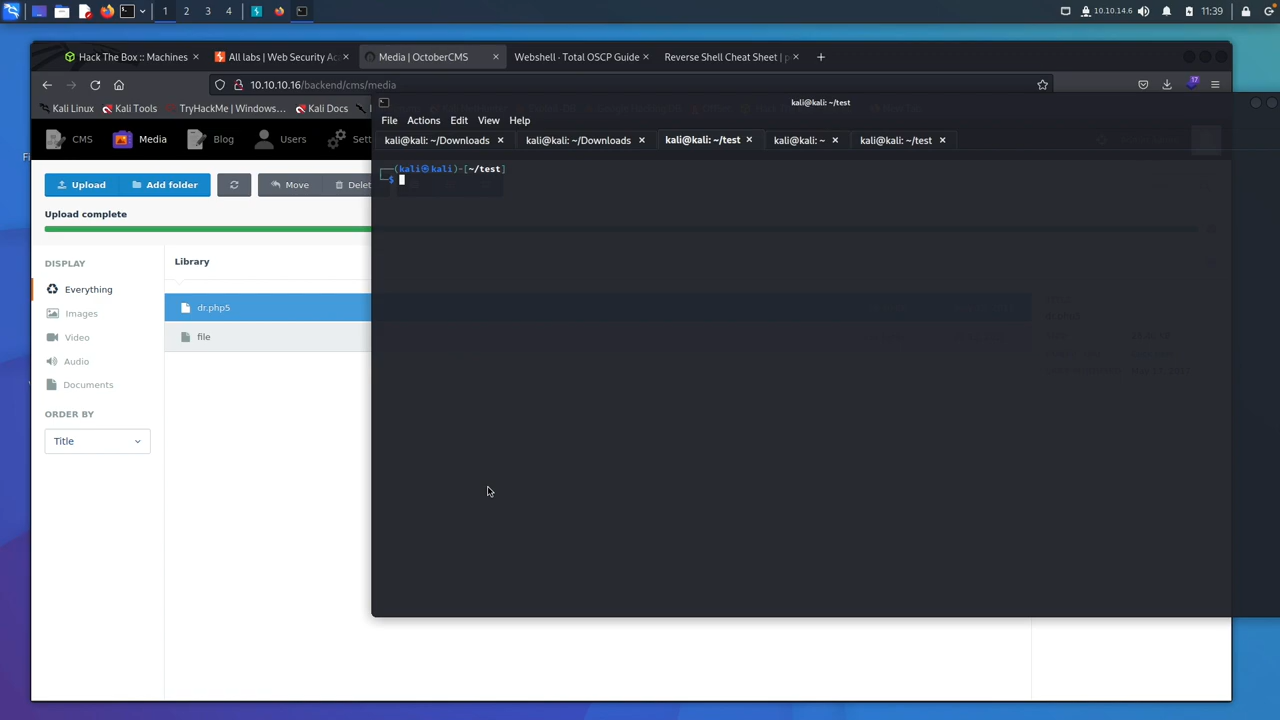 1 2 3 4 10.10.14.6 11:39
Hack The Box :: Machines All labs | Web Security Ac Media | OctoberCMS Webshell · Total OSCP Guide Reverse Shell Cheat Sheet | p
10.10.10.16/backend/cms/media 17
Kali Linux Kali Tools TryHackMe | Windows… Kali Docs
kali@kali: ~/test
File Actions Edit View Help
CMS Media Blog Users Sett
kali@kali: ~/Downloads kali@kali: ~/Downloads kali@kali: ~/test kali@kali: ~ kali@kali: ~/test
(kali㉿kali)-[~/test]
$
Upload Add folder Move Delet
Upload complete
DISPLAY
Everything
Images
Video
Audio
Documents
ORDER BY
Title
Library
dr.php5
file